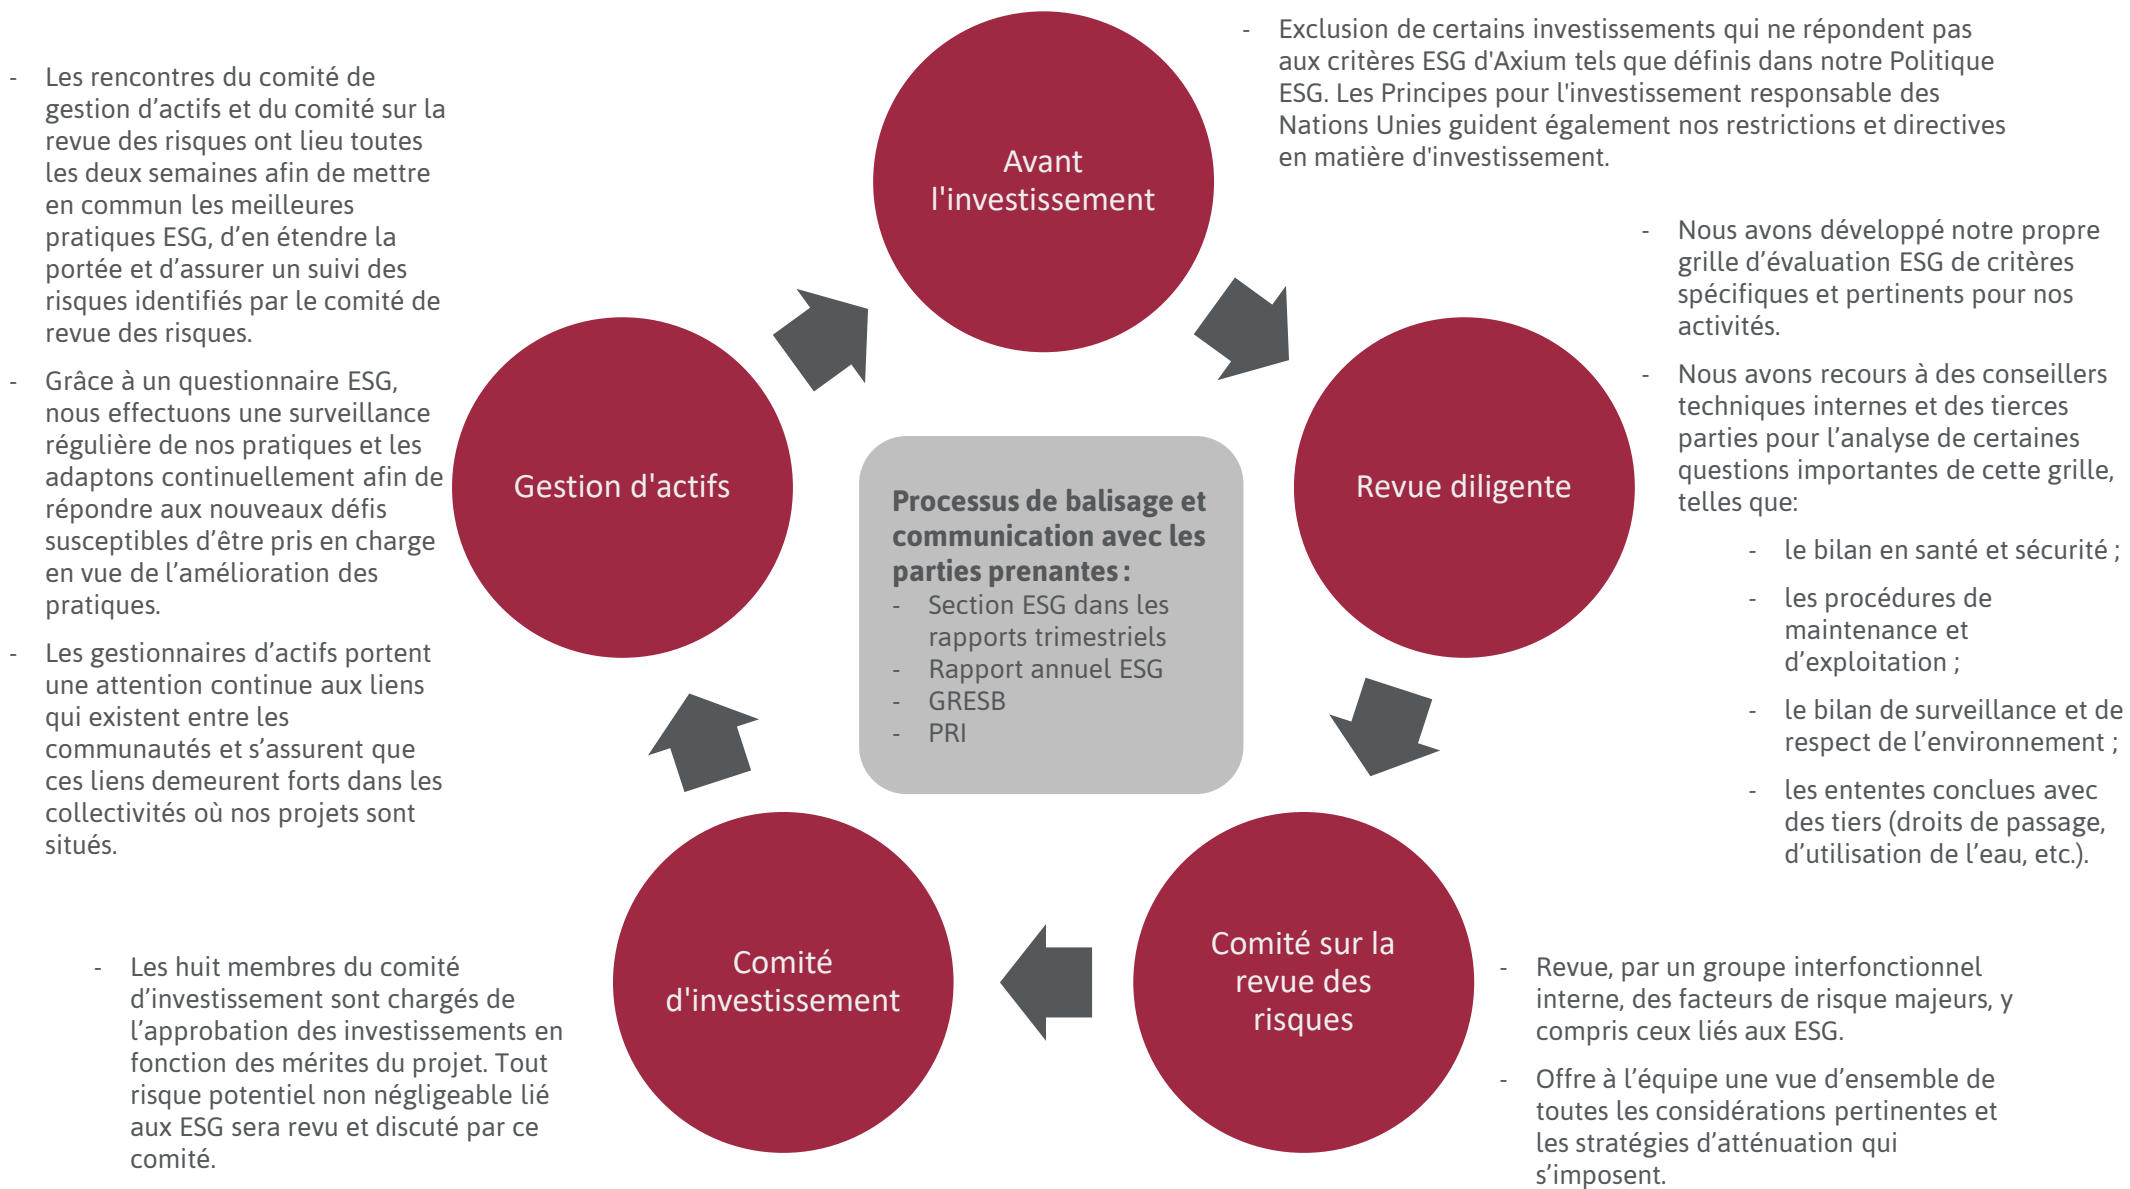 Avant
l'investissement
- Exclusion de certains investissements qui ne répondent pas
aux critères ESG d'Axium tels que définis dans notre Politique
ESG. Les Principes pour l'investissement responsable des
Nations Unies guident également nos restrictions et directives
en matière d'investissement.
Revue diligente
- Nous avons développé notre propre
grille d’évaluation ESG de critères
spécifiques et pertinents pour nos
activités.
- Nous avons recours à des conseillers
techniques internes et des tierces
parties pour l’analyse de certaines
questions importantes de cette grille,
telles que:
- le bilan en santé et sécurité ;
- les procédures de
maintenance et
d’exploitation ;
- le bilan de surveillance et de
respect de l’environnement ;
- les ententes conclues avec
des tiers (droits de passage,
d’utilisation de l’eau, etc.).
Comité sur la
revue des
risques
- Revue, par un groupe interfonctionnel
interne, des facteurs de risque majeurs, y
compris ceux liés aux ESG.
- Offre à l’équipe une vue d’ensemble de
toutes les considérations pertinentes et
les stratégies d’atténuation qui
s’imposent.
Comité
d'investissement
- Les huit membres du comité
d’investissement sont chargés de
l’approbation des investissements en
fonction des mérites du projet. Tout
risque potentiel non négligeable lié
aux ESG sera revu et discuté par ce
comité.
Gestion d'actifs
- Les rencontres du comité de
gestion d’actifs et du comité sur la
revue des risques ont lieu toutes
les deux semaines afin de mettre
en commun les meilleures
pratiques ESG, d’en étendre la
portée et d’assurer un suivi des
risques identifiés par le comité de
revue des risques.
- Grâce à un questionnaire ESG,
nous effectuons une surveillance
régulière de nos pratiques et les
adaptons continuellement afin de
répondre aux nouveaux défis
susceptibles d’être pris en charge
en vue de l’amélioration des
pratiques.
- Les gestionnaires d’actifs portent
une attention continue aux liens
qui existent entre les
communautés et s’assurent que
ces liens demeurent forts dans les
collectivités où nos projets sont
situés.
Processus de balisage et
communication avec les
parties prenantes :
- Section ESG dans les
rapports trimestriels
- Rapport annuel ESG
- GRESB
- PRI